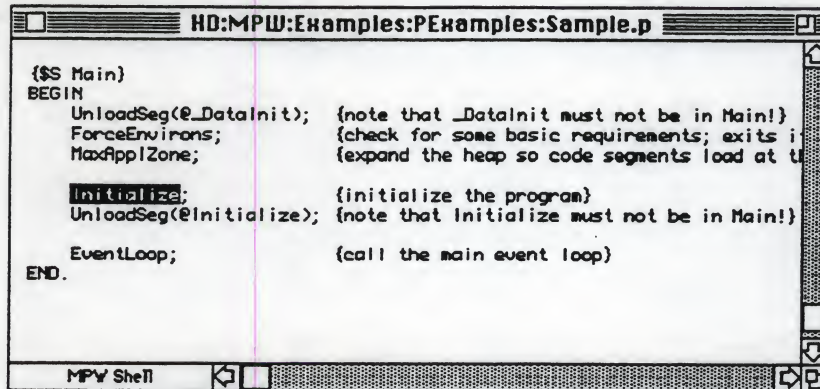 HD:MPW:Examples:PExamples:Sample.p
{$S Main}
BEGIN
UnloadSeg(@_DataInit); {note that _DataInit must not be in Main!}
ForceEnvirons; {check for some basic requirements; exits i
MaxApplZone; {expand the heap so code segments load at t
Initialize; {initialize the program}
UnloadSeg(@Initialize); {note that Initialize must not be in Main!}
EventLoop; {call the main event loop}
END.
MPW Shell